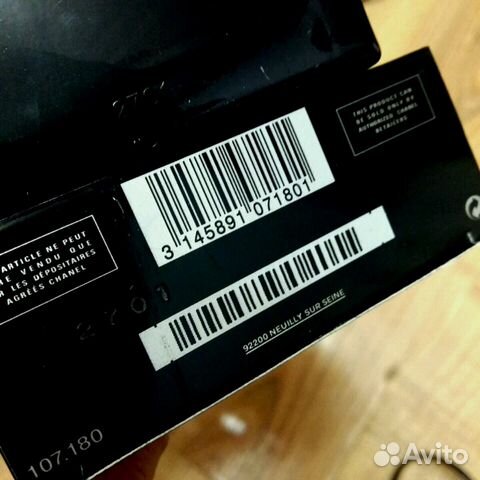 THIS PRODUCT CAN
BE SOLD ONLY BY
AUTHORIZED CHANEL
RETAILERS
3 145891 071801
ARTICLE NE PEUT
VENDU QUE
LES DÉPOSITAIRES
AGRÉÉS CHANEL
92200 NEUILLY SUR SEINE
107.180
Avito